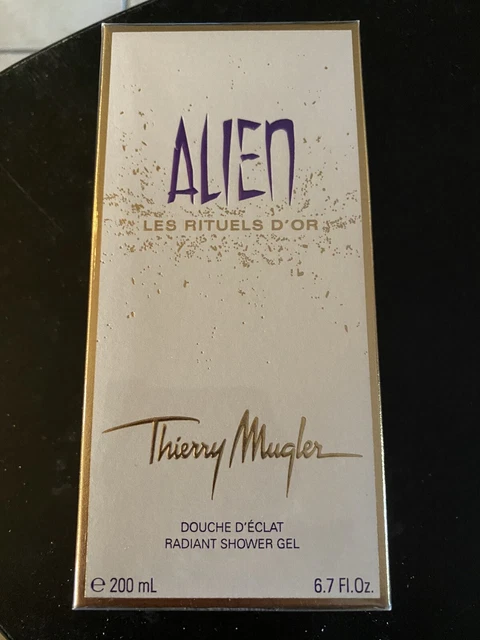 ALIEN
LES RITUELS D'OR
Thierry Mugler
DOUCHE D'ÉCLAT
RADIANT SHOWER GEL
℮ 200 mL 6.7 Fl.Oz.